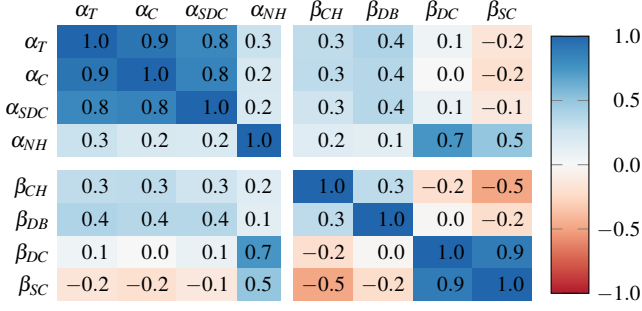 α_T α_C α_SDC α_NH β_CH β_DB β_DC β_SC
α_T 1.0 0.9 0.8 0.3 0.3 0.4 0.1 −0.2
α_C 0.9 1.0 0.8 0.2 0.3 0.4 0.0 −0.2
α_SDC 0.8 0.8 1.0 0.2 0.3 0.4 0.1 −0.1
α_NH 0.3 0.2 0.2 1.0 0.2 0.1 0.7 0.5
β_CH 0.3 0.3 0.3 0.2 1.0 0.3 −0.2 −0.5
β_DB 0.4 0.4 0.4 0.1 0.3 1.0 0.0 −0.2
β_DC 0.1 0.0 0.1 0.7 −0.2 0.0 1.0 0.9
β_SC −0.2 −0.2 −0.1 0.5 −0.5 −0.2 0.9 1.0
1.0
0.5
0.0
−0.5
−1.0